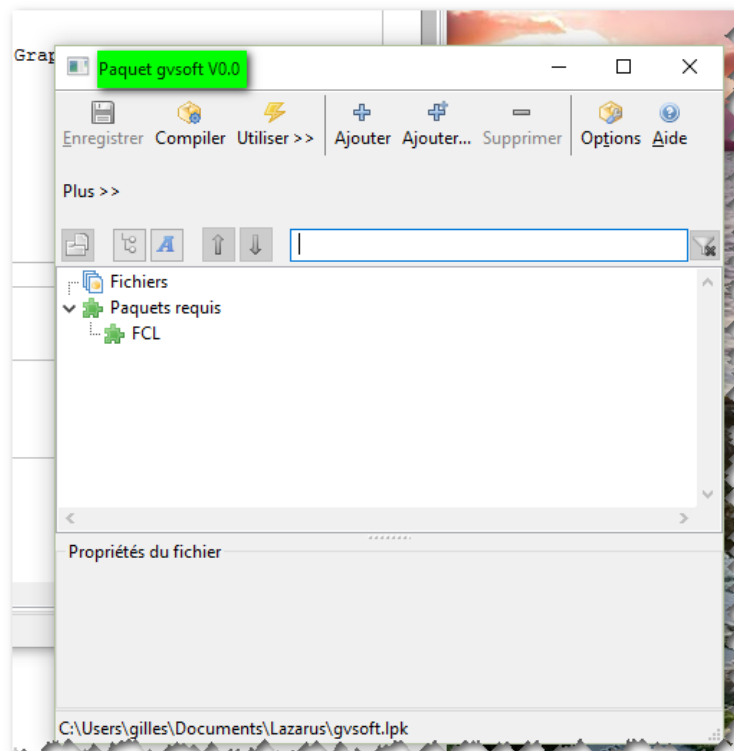 Grap
Paquet gvsoft V0.0
Enregistrer Compiler Utiliser >> Ajouter Ajouter... Supprimer Options Aide
Plus >>
Fichiers
Paquets requis
FCL
Propriétés du fichier
C:\Users\gilles\Documents\Lazarus\gvsoft.lpk